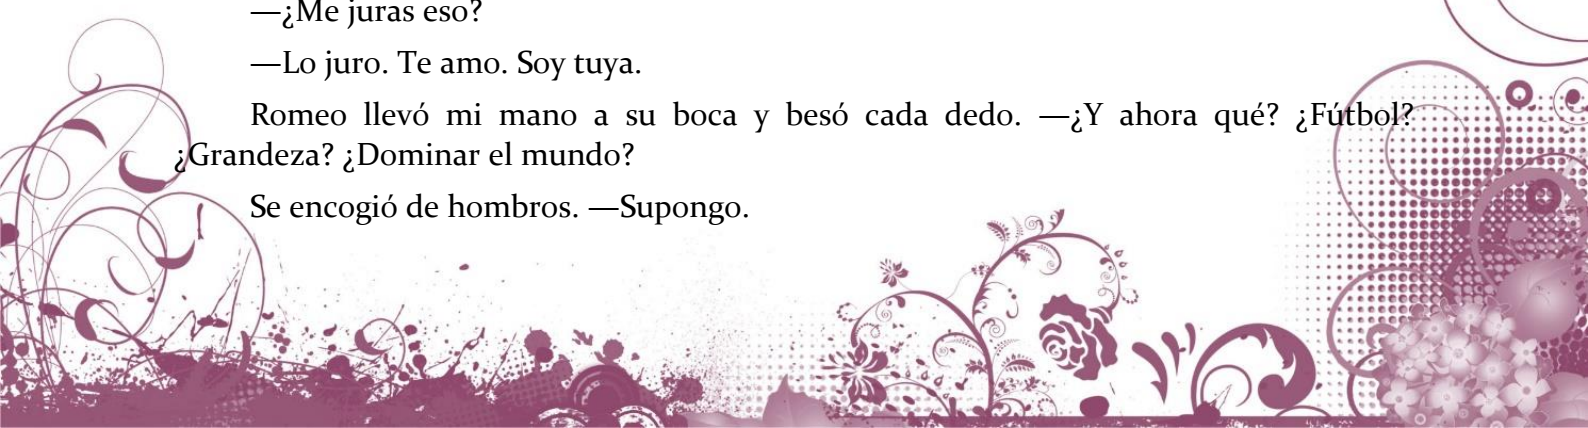 —¿Me juras eso?
—Lo juro. Te amo. Soy tuya.
Romeo llevó mi mano a su boca y besó cada dedo. —¿Y ahora qué? ¿Fútbol?
¿Grandeza? ¿Dominar el mundo?
Se encogió de hombros. —Supongo.